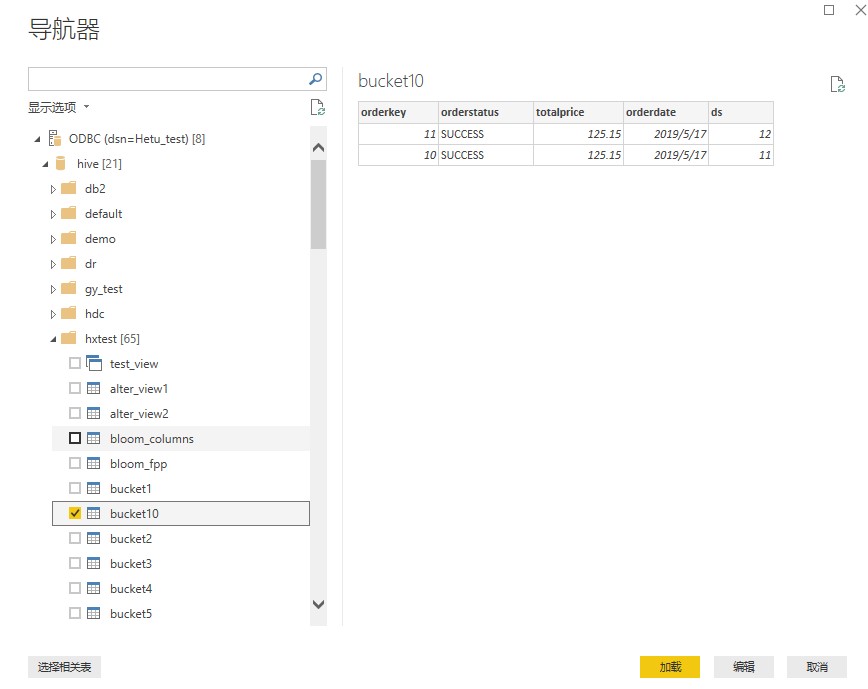 导航器
显示选项
ODBC (dsn=Hetu_test) [8]
hive [21]
db2
default
demo
dr
gy_test
hdc
hxtest [65]
test_view
alter_view1
alter_view2
bloom_columns
bloom_fpp
bucket1
bucket10
bucket2
bucket3
bucket4
bucket5
bucket10
orderkey orderstatus totalprice orderdate ds
11 SUCCESS 125.15 2019/5/17 12
10 SUCCESS 125.15 2019/5/17 11
选择相关表 加载 编辑 取消